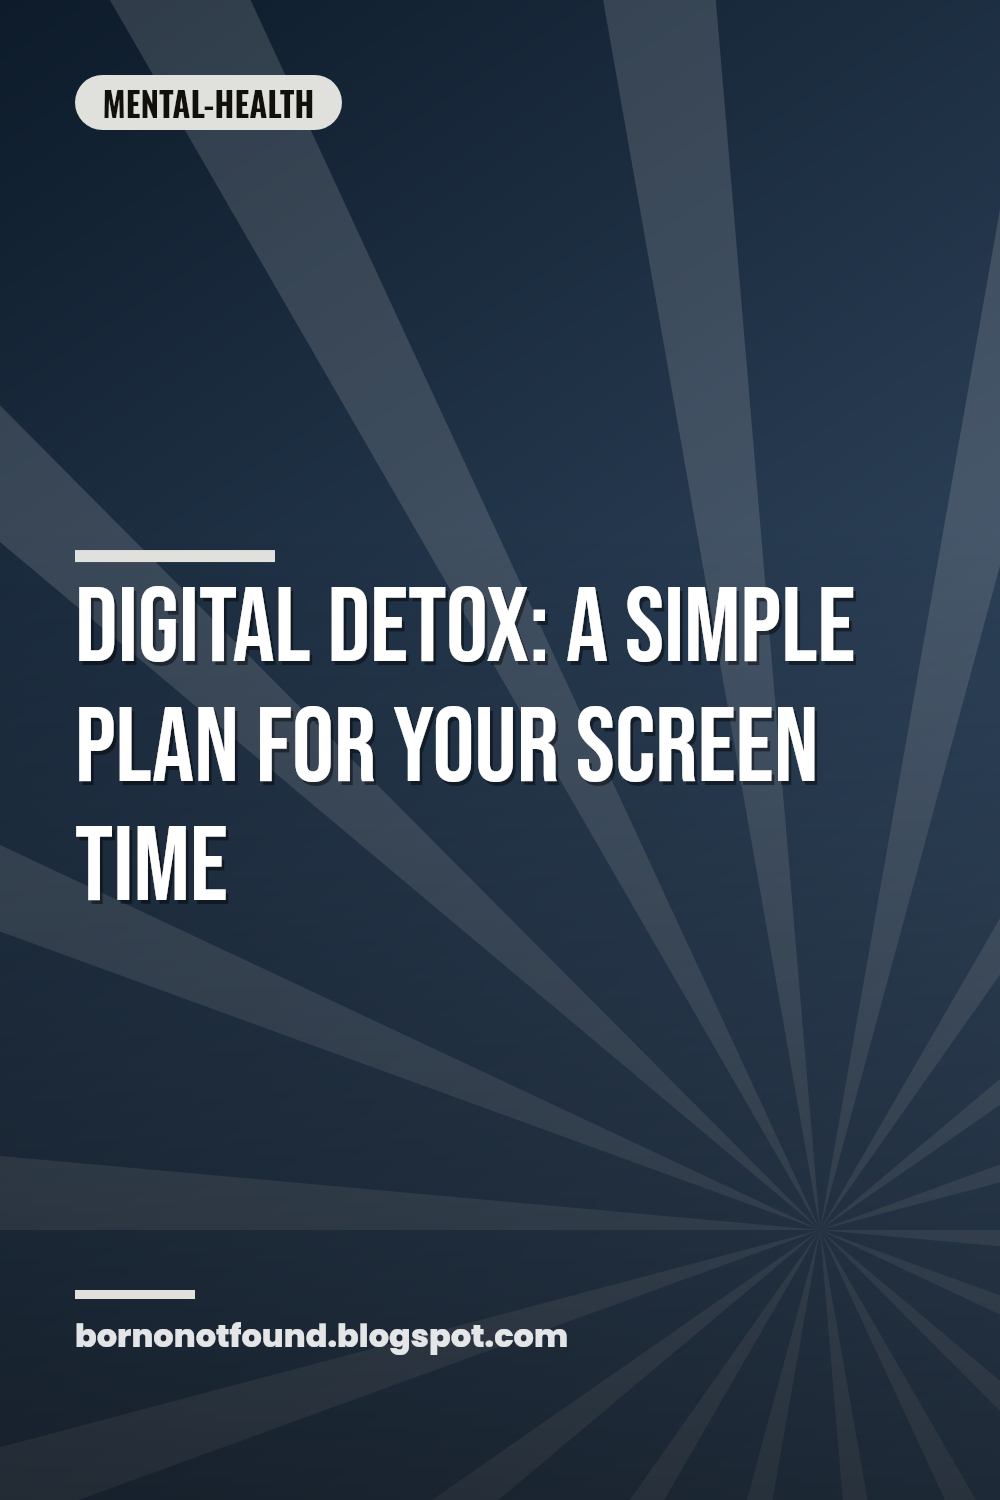 MENTAL-HEALTH
DIGITAL DETOX: A SIMPLE
PLAN FOR YOUR SCREEN
TIME
bornonotfound.blogspot.com